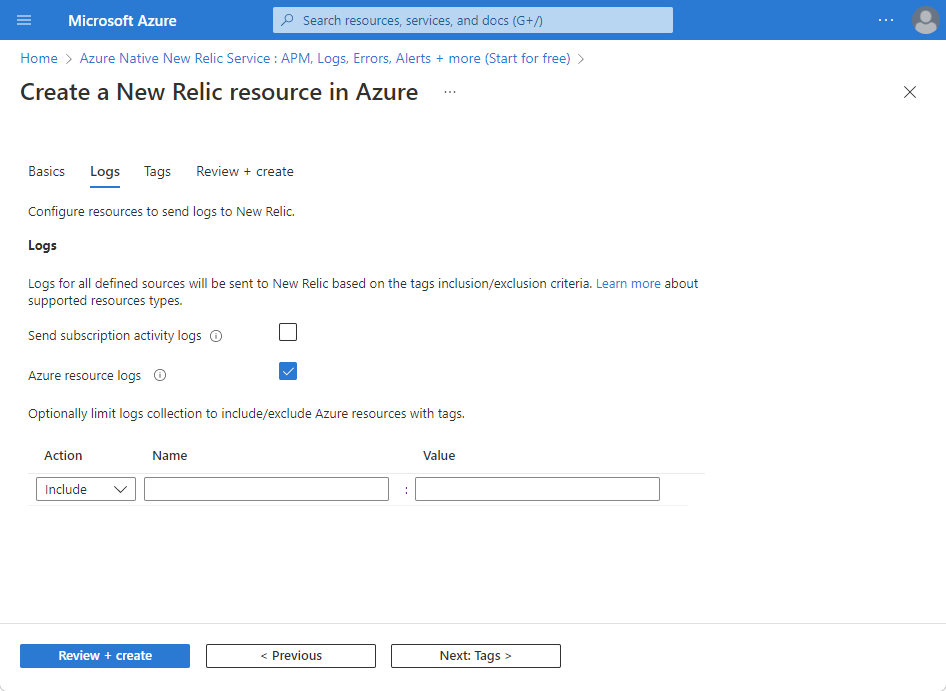 Microsoft Azure
Search resources, services, and docs (G+/)
Home > Azure Native New Relic Service : APM, Logs, Errors, Alerts + more (Start for free) >
Create a New Relic resource in Azure ...
Basics Logs Tags Review + create
Configure resources to send logs to New Relic.
Logs
Logs for all defined sources will be sent to New Relic based on the tags inclusion/exclusion criteria. Learn more about
supported resources types.
Send subscription activity logs
Azure resource logs
Optionally limit logs collection to include/exclude Azure resources with tags.
Action Name Value
Include :
Review + create < Previous Next: Tags >